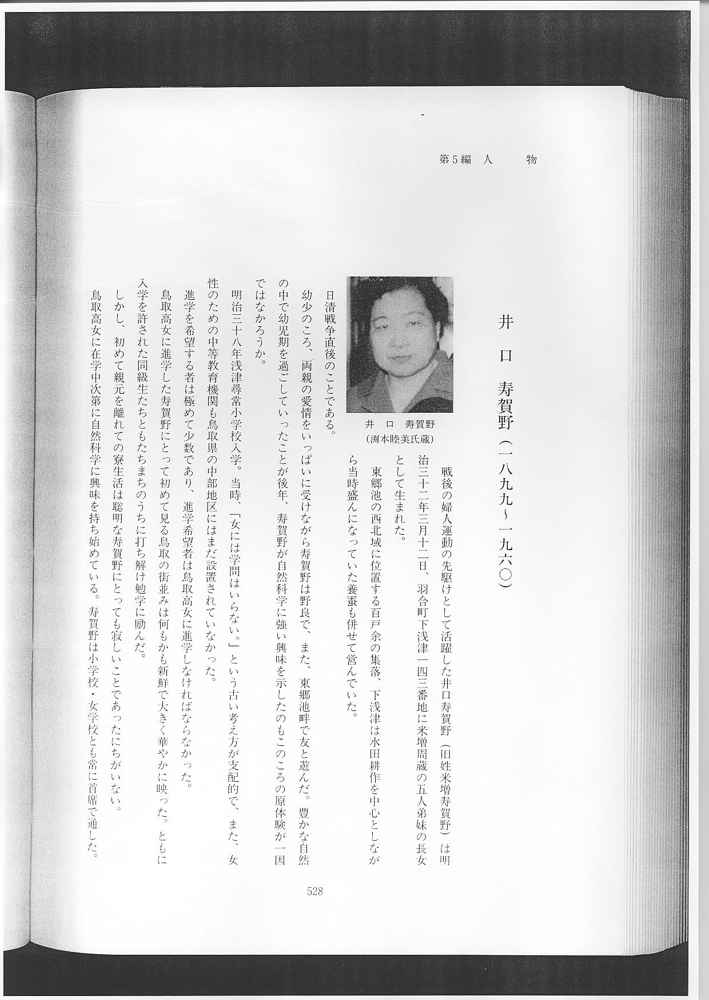 第5編 人 物
井口 寿賀野(一八九九〜一九六〇)
戦後の婦人運動の先駆けとして活躍した井口寿賀野(旧姓米増寿賀野)は明
治三十二年三月十二日、羽合町下浅津一四三番地に米増周蔵の五人弟妹の長女
として生まれた。
東郷池の西北域に位置する百戸余の集落、下浅津は水田耕作を中心としなが
ら当時盛んになっていた養蚕も併せて営んでいた。
井口 寿賀野
(渕本睦美氏蔵)
日清戦争直後のことである。
幼少のころ、両親の愛情をいっぱいに受けながら寿賀野は野良で、また、東郷池畔で友と遊んだ。豊かな自然
の中で幼児期を過ごしていったことが後年、寿賀野が自然科学に強い興味を示したのもこのころの原体験が一因
ではなかろうか。
明治三十八年浅津尋常小学校入学。当時、「女には学問はいらない。」という古い考え方が支配的で、また、女
性のための中等教育機関も鳥取県の中部地区にはまだ設置されていなかった。
進学を希望する者は極めて少数であり、進学希望者は鳥取高女に進学しなければならなかった。
鳥取高女に進学した寿賀野にとって初めて見る鳥取の街並みは何もかも新鮮で大きく華やかに映った。ともに
入学を許された同級生たちともたちまちのうちに打ち解け勉学に励んだ。
しかし、初めて親元を離れての寮生活は聡明な寿賀野にとっても寂しいことであったにちがいない。
鳥取高女に在学中次第に自然科学に興味を持ち始めている。寿賀野は小学校・女学校とも常に首席で通した。
528